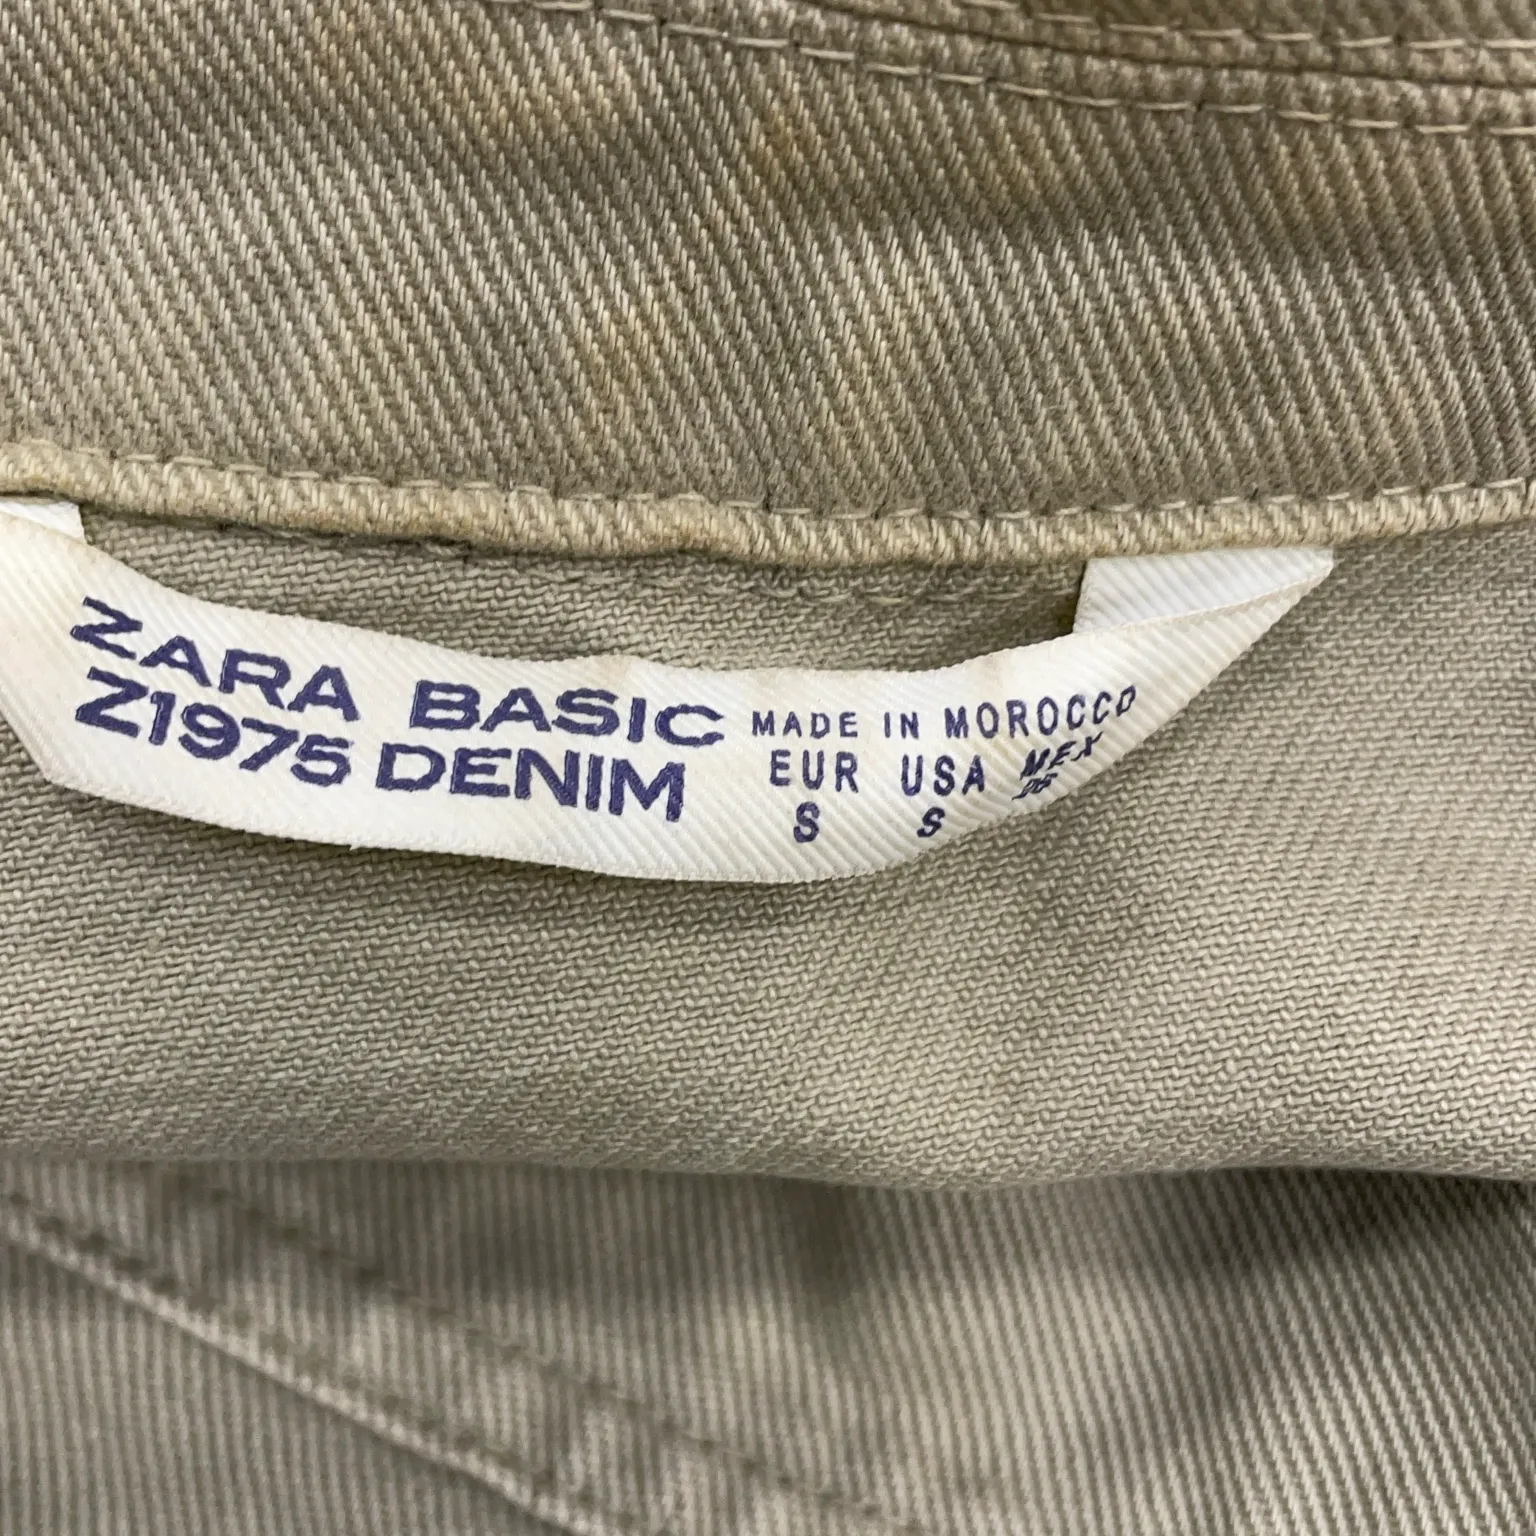 ZARA BASIC
Z1975 DENIM
MADE IN MOROCCO
EUR USA MEX
S S